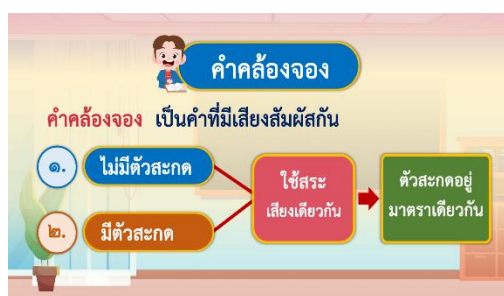 คำคล้องจอง
คำคล้องจอง เป็นคำที่มีเสียงสัมผัสกัน
๑. ไม่มีตัวสะกด
๒. มีตัวสะกด
ใช้สระ
เสียงเดียวกัน
ตัวสะกดอยู่
มาตราเดียวกัน